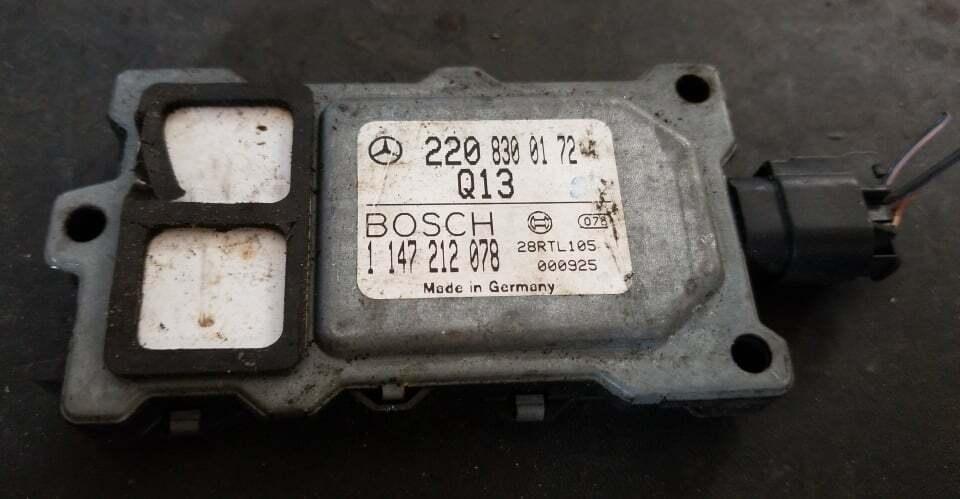 220 830 01 72
Q13
BOSCH 078
1 147 212 078 28RTL105
000925
Made in Germany